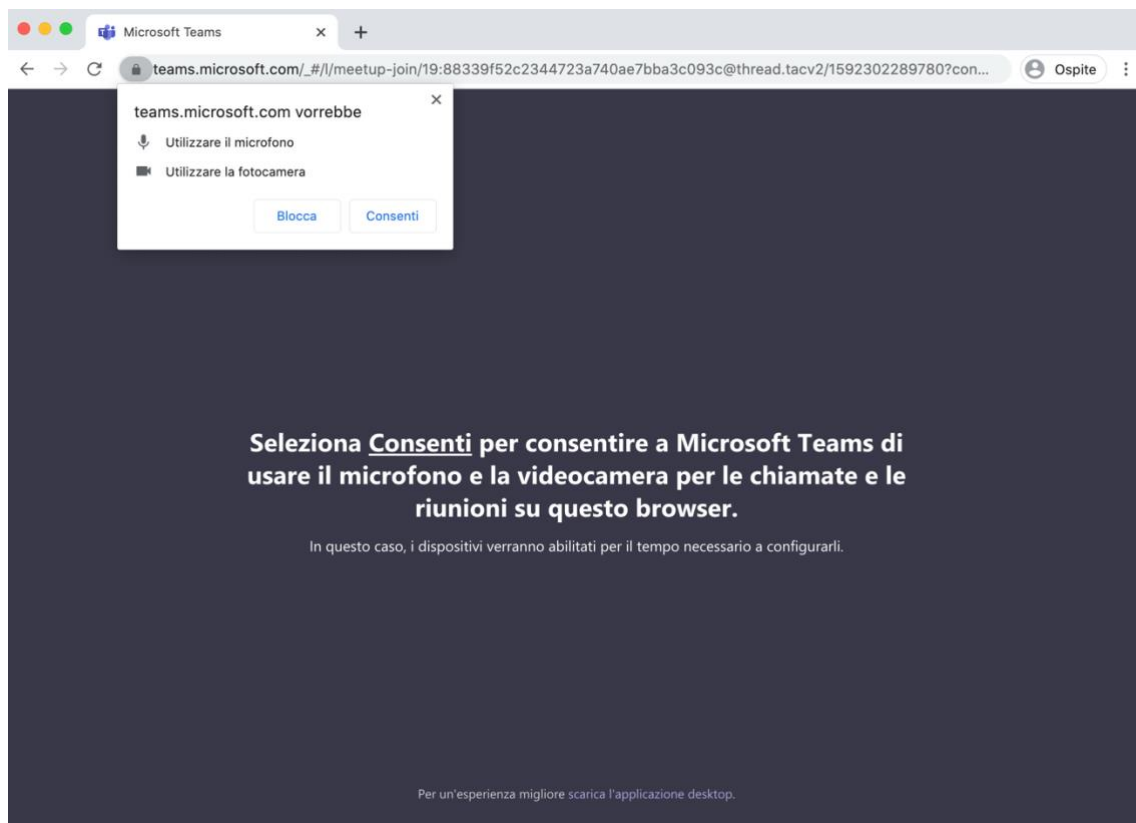 Microsoft Teams
teams.microsoft.com/_#/l/meetup-join/19:88339f52c2344723a740ae7bba3c093c@thread.tacv2/1592302289780?con...
Ospite
teams.microsoft.com vorrebbe
Utilizzare il microfono
Utilizzare la fotocamera
Blocca
Consenti
Seleziona Consenti per consentire a Microsoft Teams di
usare il microfono e la videocamera per le chiamate e le
riunioni su questo browser.
In questo caso, i dispositivi verranno abilitati per il tempo necessario a configurarli.
Per un'esperienza migliore scarica l'applicazione desktop.